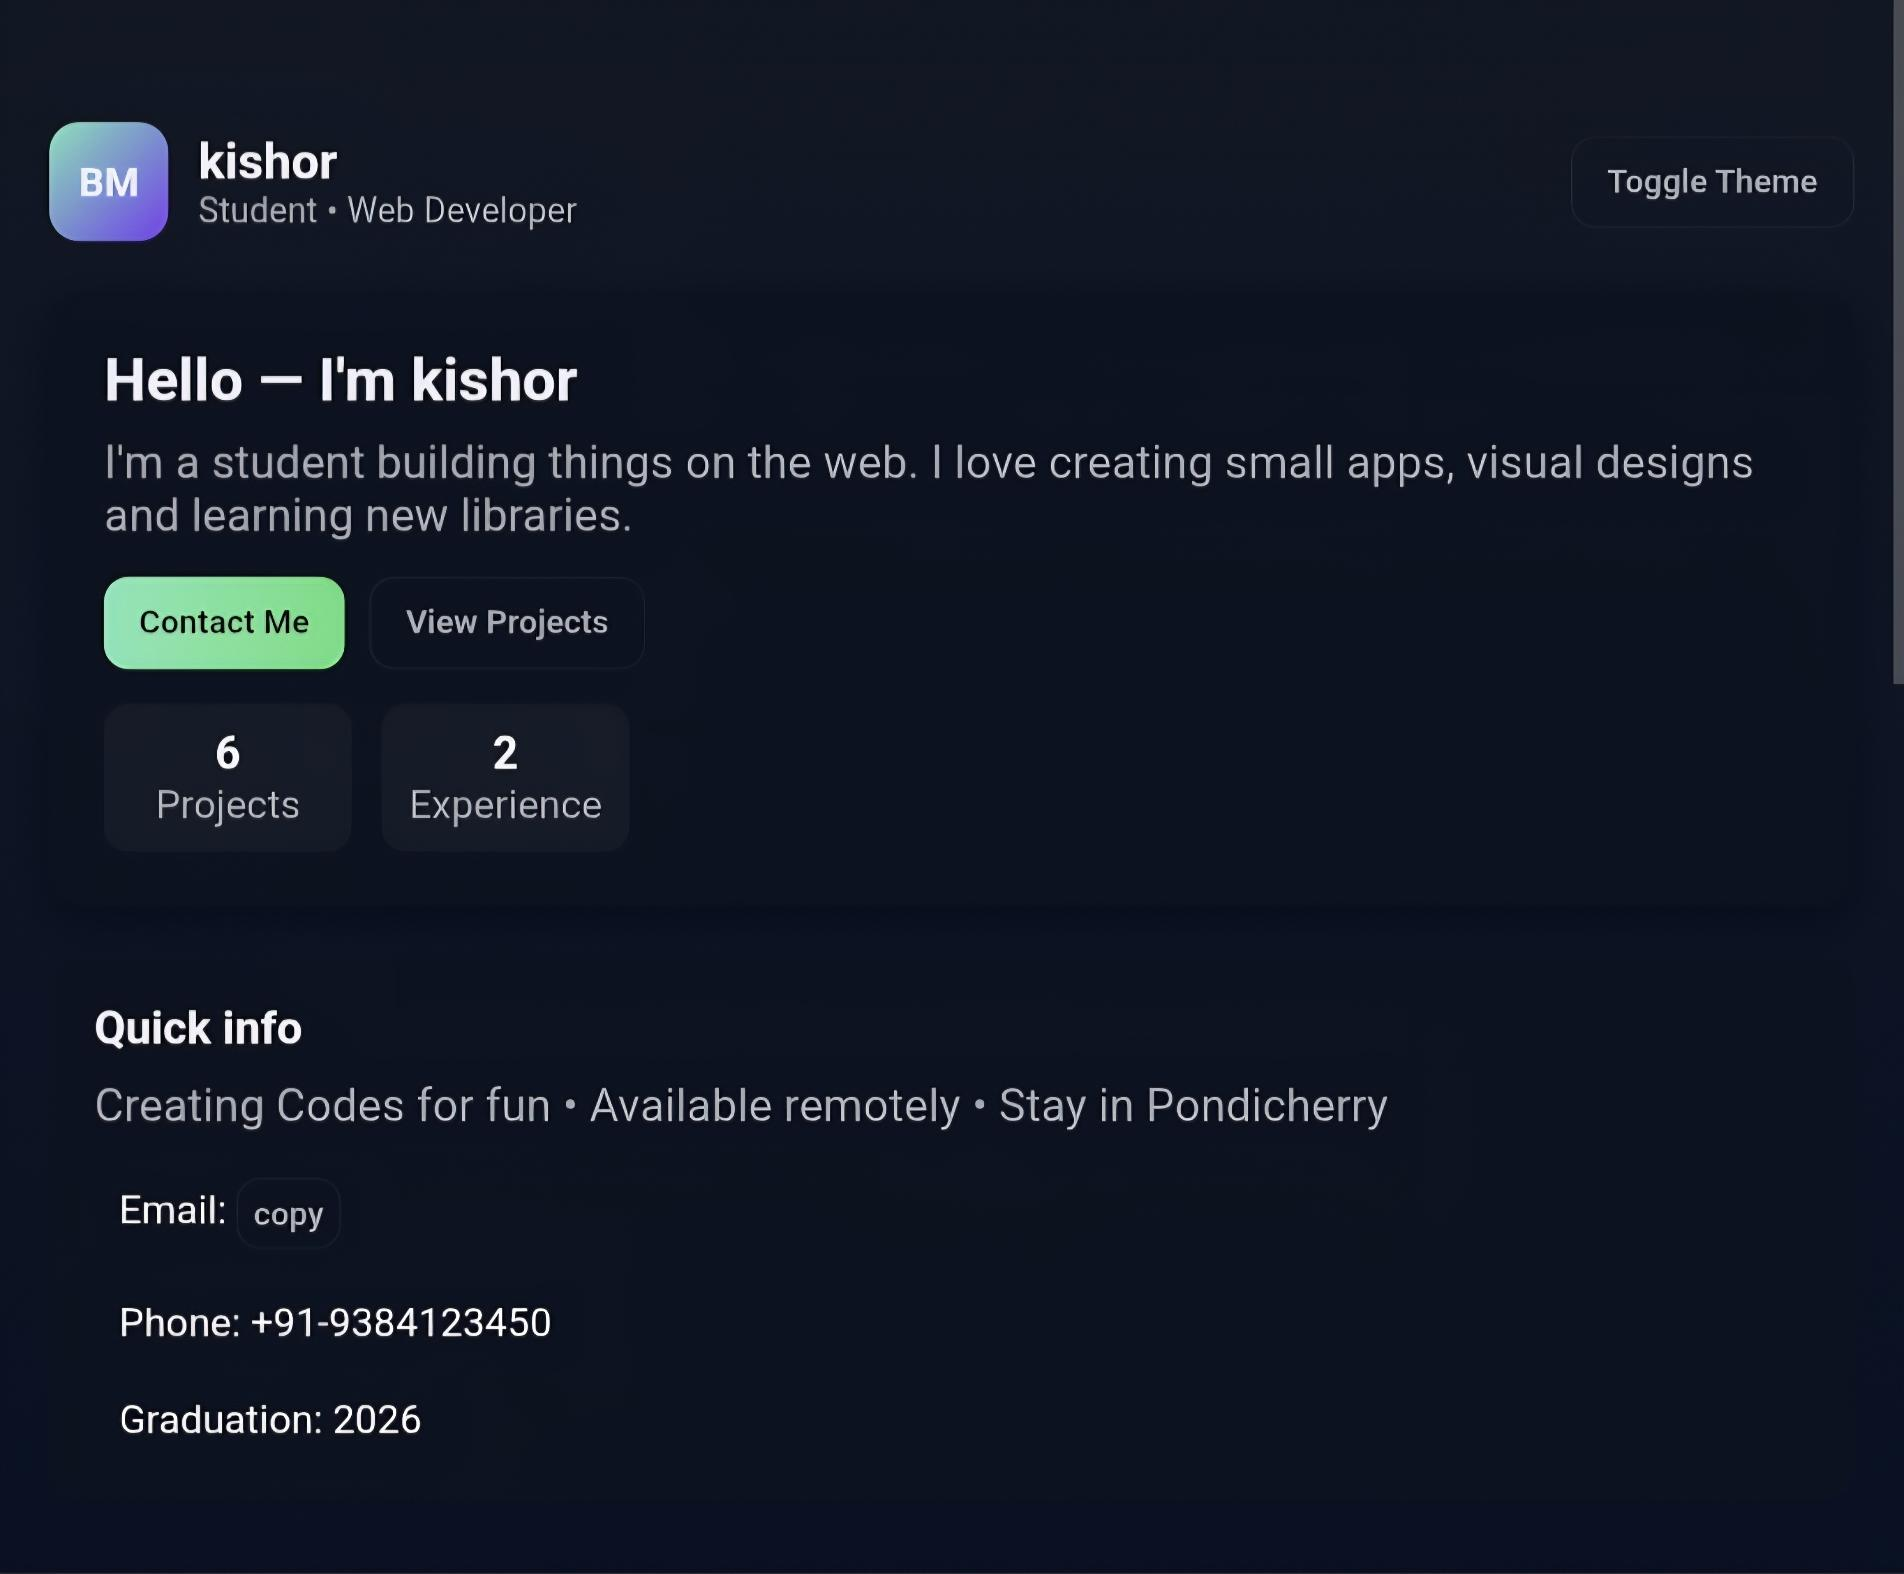 BM
kishor
Student • Web Developer
Toggle Theme
Hello — I'm kishor
I'm a student building things on the web. I love creating small apps, visual designs
and learning new libraries.
Contact Me
View Projects
6
Projects
2
Experience
Quick info
Creating Codes for fun • Available remotely • Stay in Pondicherry
Email: copy
Phone: +91-9384123450
Graduation: 2026